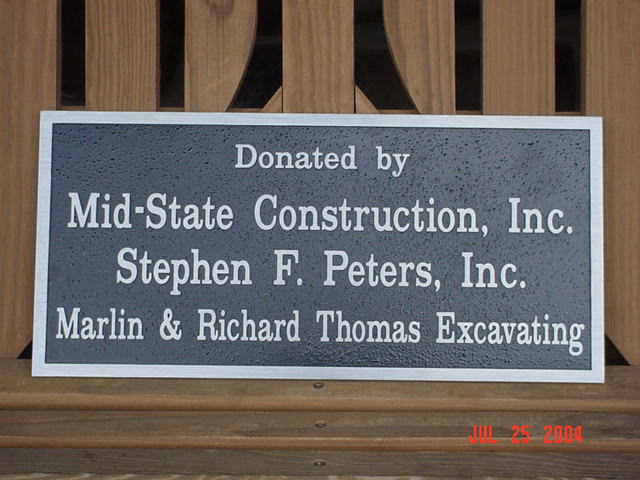 Donated by
Mid-State Construction, Inc.
Stephen F. Peters, Inc.
Marlin & Richard Thomas Excavating
JUL 25 2004